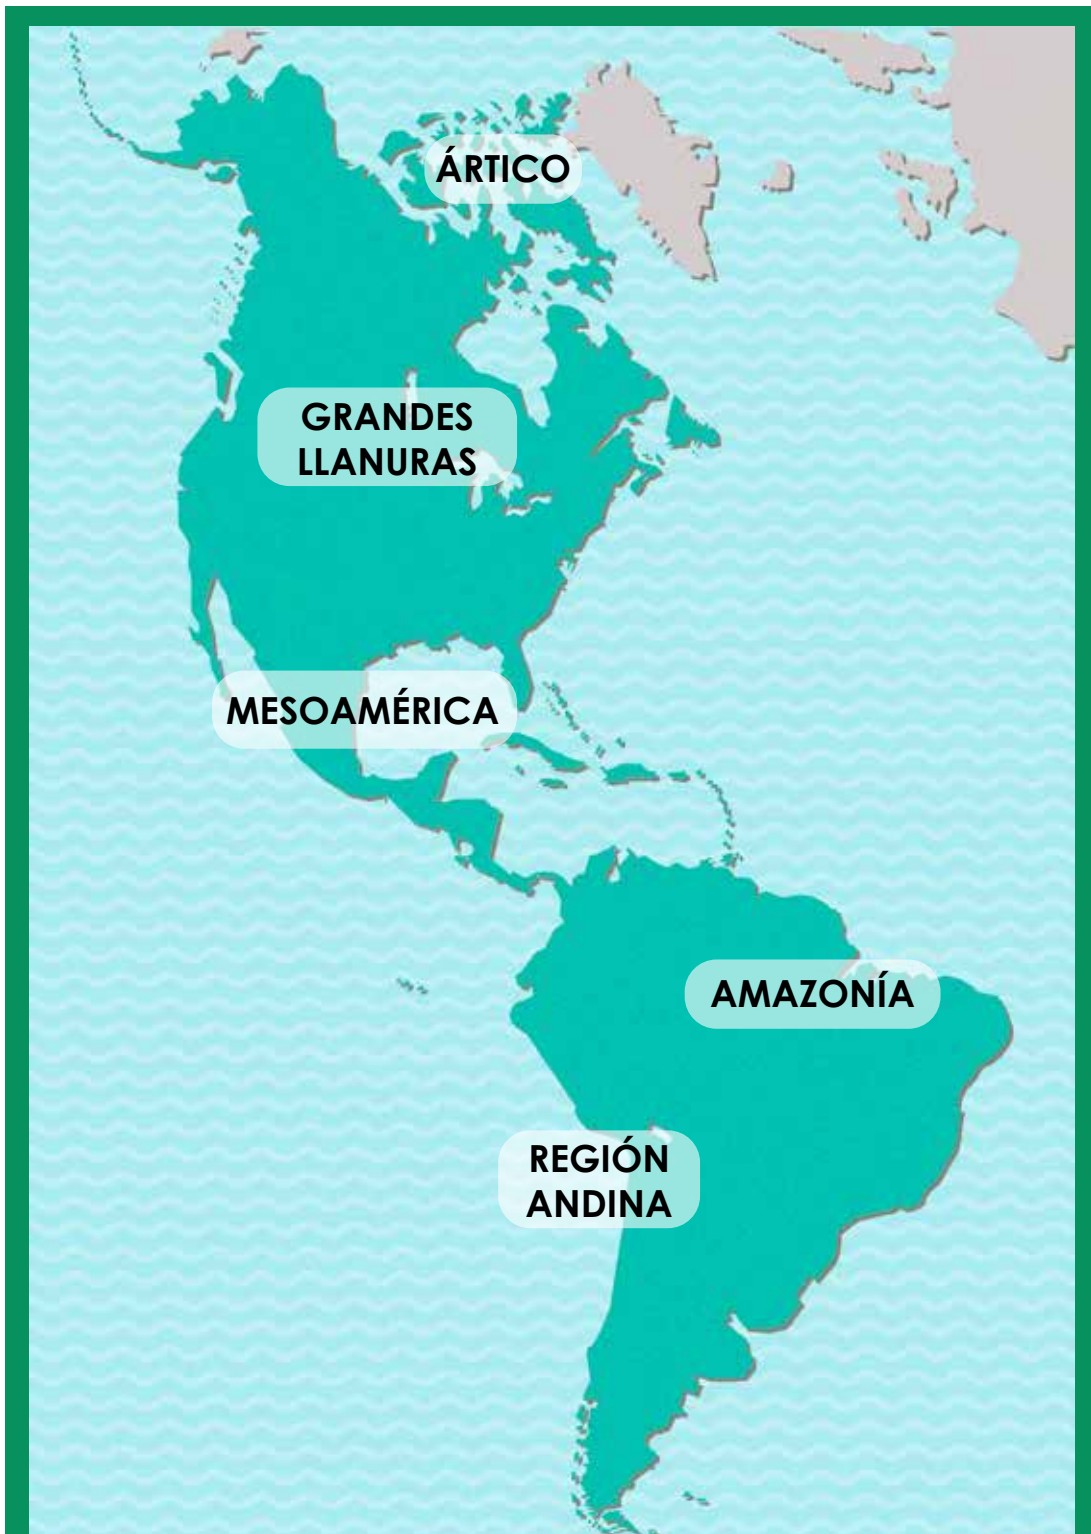 ÁRTICO
GRANDES
LLANURAS
MESOAMÉRICA
AMAZONÍA
REGIÓN
ANDINA